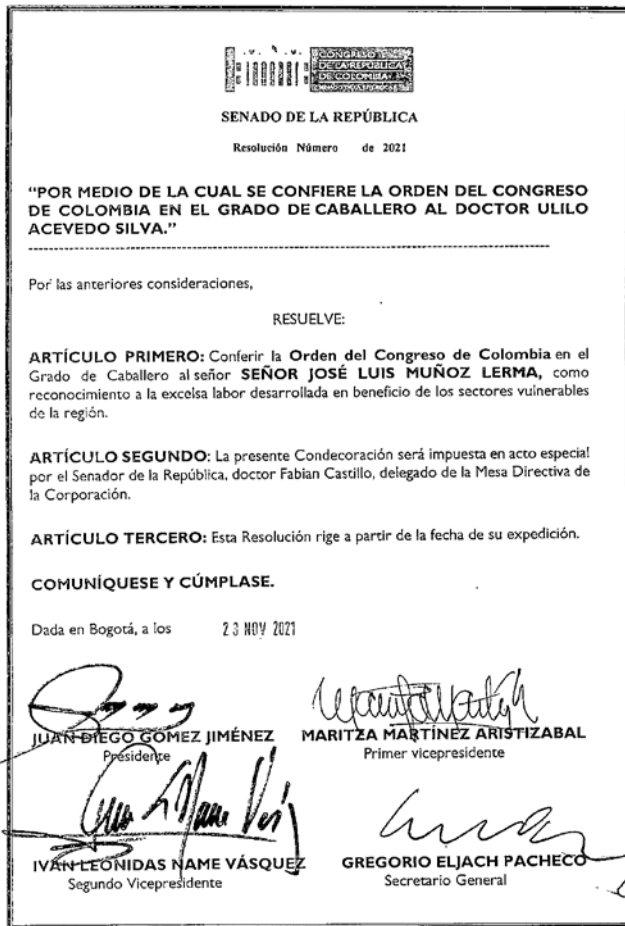 CONGRESO
DE LA REPÚBLICA
DE COLOMBIA
SENADO DE LA REPÚBLICA
Resolución Número de 2021
“POR MEDIO DE LA CUAL SE CONFIERE LA ORDEN DEL CONGRESO
DE COLOMBIA EN EL GRADO DE CABALLERO AL DOCTOR ULILO
ACEVEDO SILVA.”
Por las anteriores consideraciones,
RESUELVE:
ARTÍCULO PRIMERO: Conferir la Orden del Congreso de Colombia en el
Grado de Caballero al señor SEÑOR JOSÉ LUIS MUÑOZ LERMA, como
reconocimiento a la excelsa labor desarrollada en beneficio de los sectores vulnerables
de la región.
ARTÍCULO SEGUNDO: La presente Condecoración será impuesta en acto especial
por el Senador de la República, doctor Fabian Castillo, delegado de la Mesa Directiva de
la Corporación.
ARTÍCULO TERCERO: Esta Resolución rige a partir de la fecha de su expedición.
COMUNÍQUESE Y CÚMPLASE.
Dada en Bogotá, a los 23 NOV 2021
JUAN DIEGO GÓMEZ JIMÉNEZ MARITZA MARTÍNEZ ARISTIZABAL
Presidente Primer vicepresidente
IVÁN LEONIDAS NAME VÁSQUEZ GREGORIO ELJACH PACHECO
Segundo Vicepresidente Secretario General